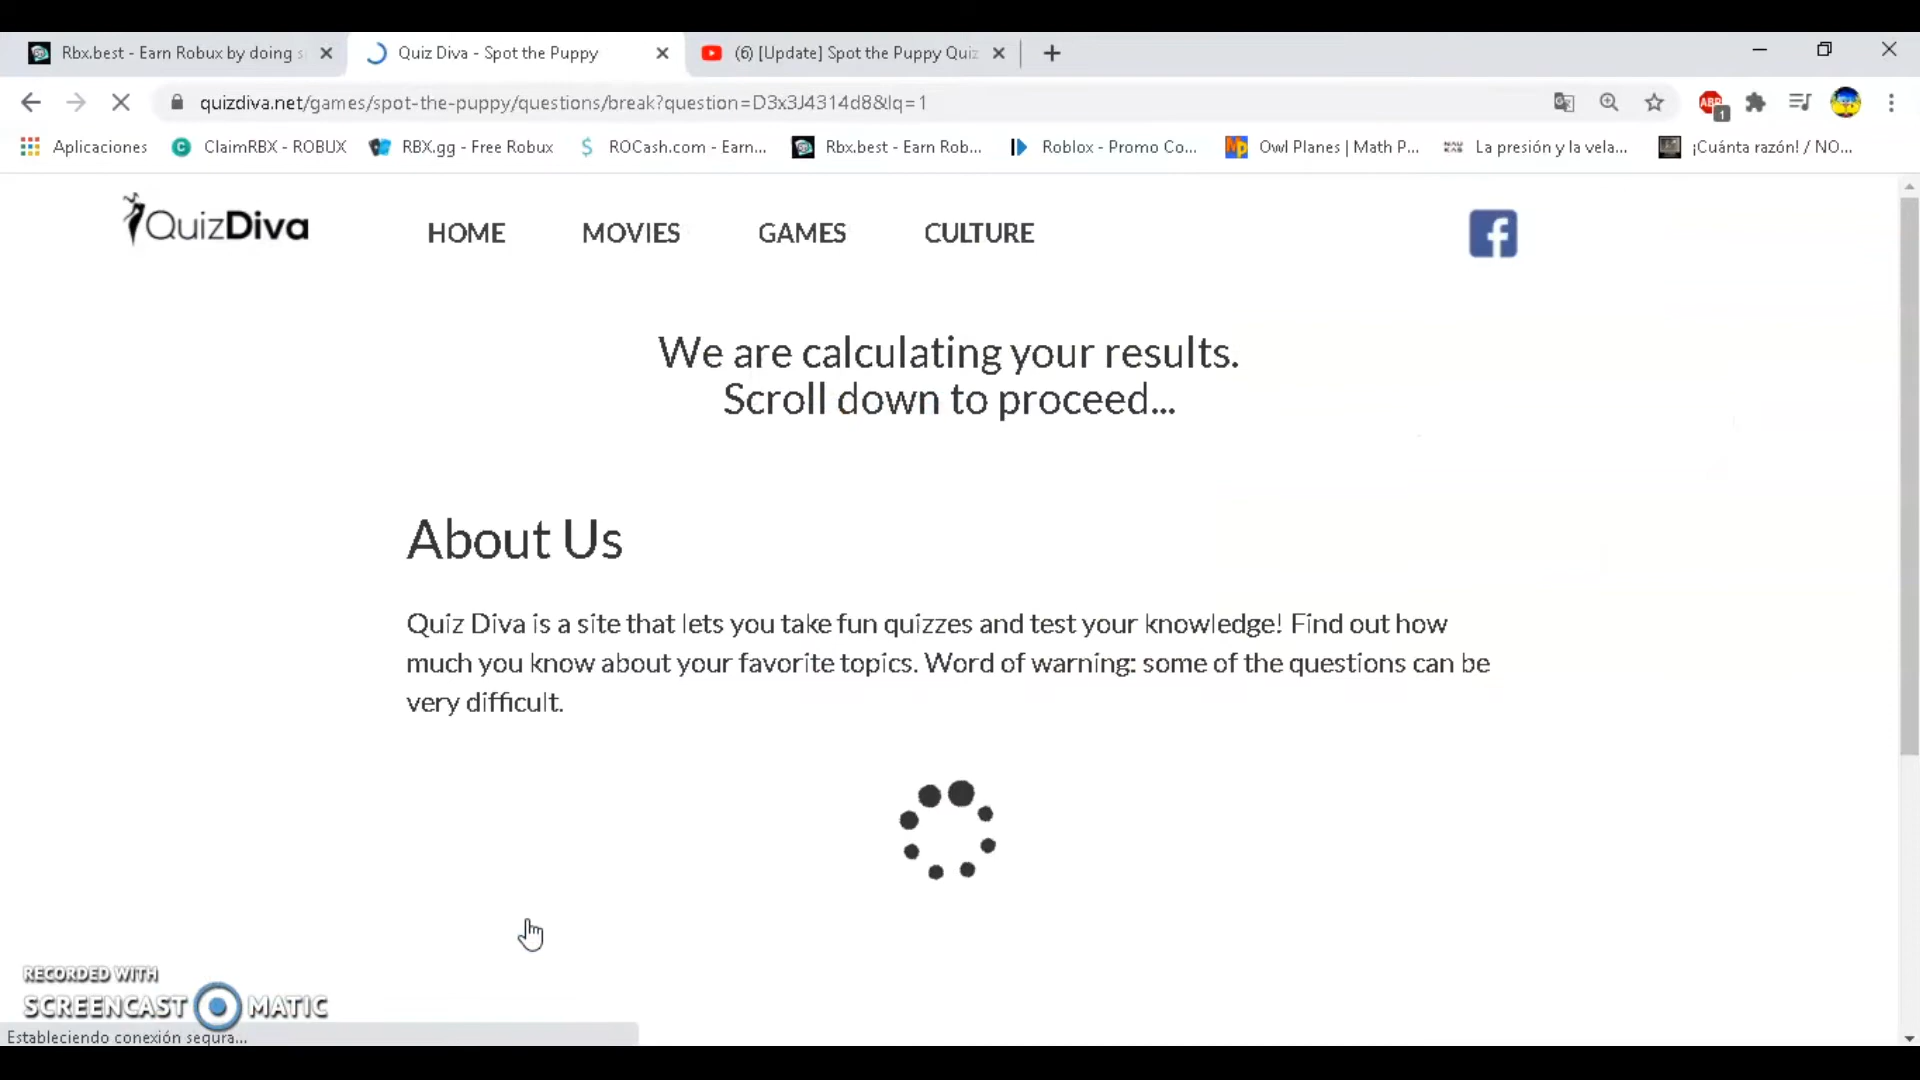 Rbx.best - Earn Robux by doing s
Quiz Diva - Spot the Puppy
(6) [Update] Spot the Puppy Quiz
quizdiva.net/games/spot-the-puppy/questions/break?question=D3x3J4314d8&lq=1
ABP
1
Aplicaciones
ClaimRBX - ROBUX
RBX.gg - Free Robux
ROCash.com - Earn...
Rbx.best - Earn Rob...
Roblox - Promo Co...
Owl Planes | Math P...
La presión y la vela...
¡Cuánta razón! / NO...
QuizDiva
HOME
MOVIES
GAMES
CULTURE
We are calculating your results.
Scroll down to proceed...
About Us
Quiz Diva is a site that lets you take fun quizzes and test your knowledge! Find out how
much you know about your favorite topics. Word of warning: some of the questions can be
very difficult.
RECORDED WITH
SCREENCAST MATIC
Estableciendo conexión segura...